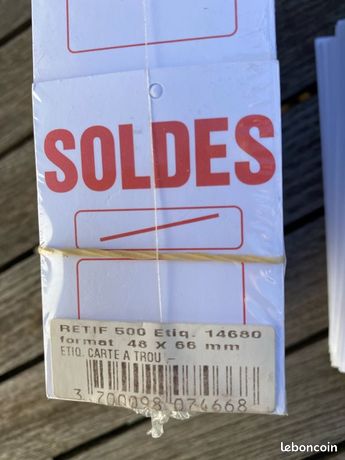 SOLDES
RETIF 500 Etiq. 14680
format 48 X 66 mm
ETIQ. CARTE A TROU -
3 700098 074668
leboncoin